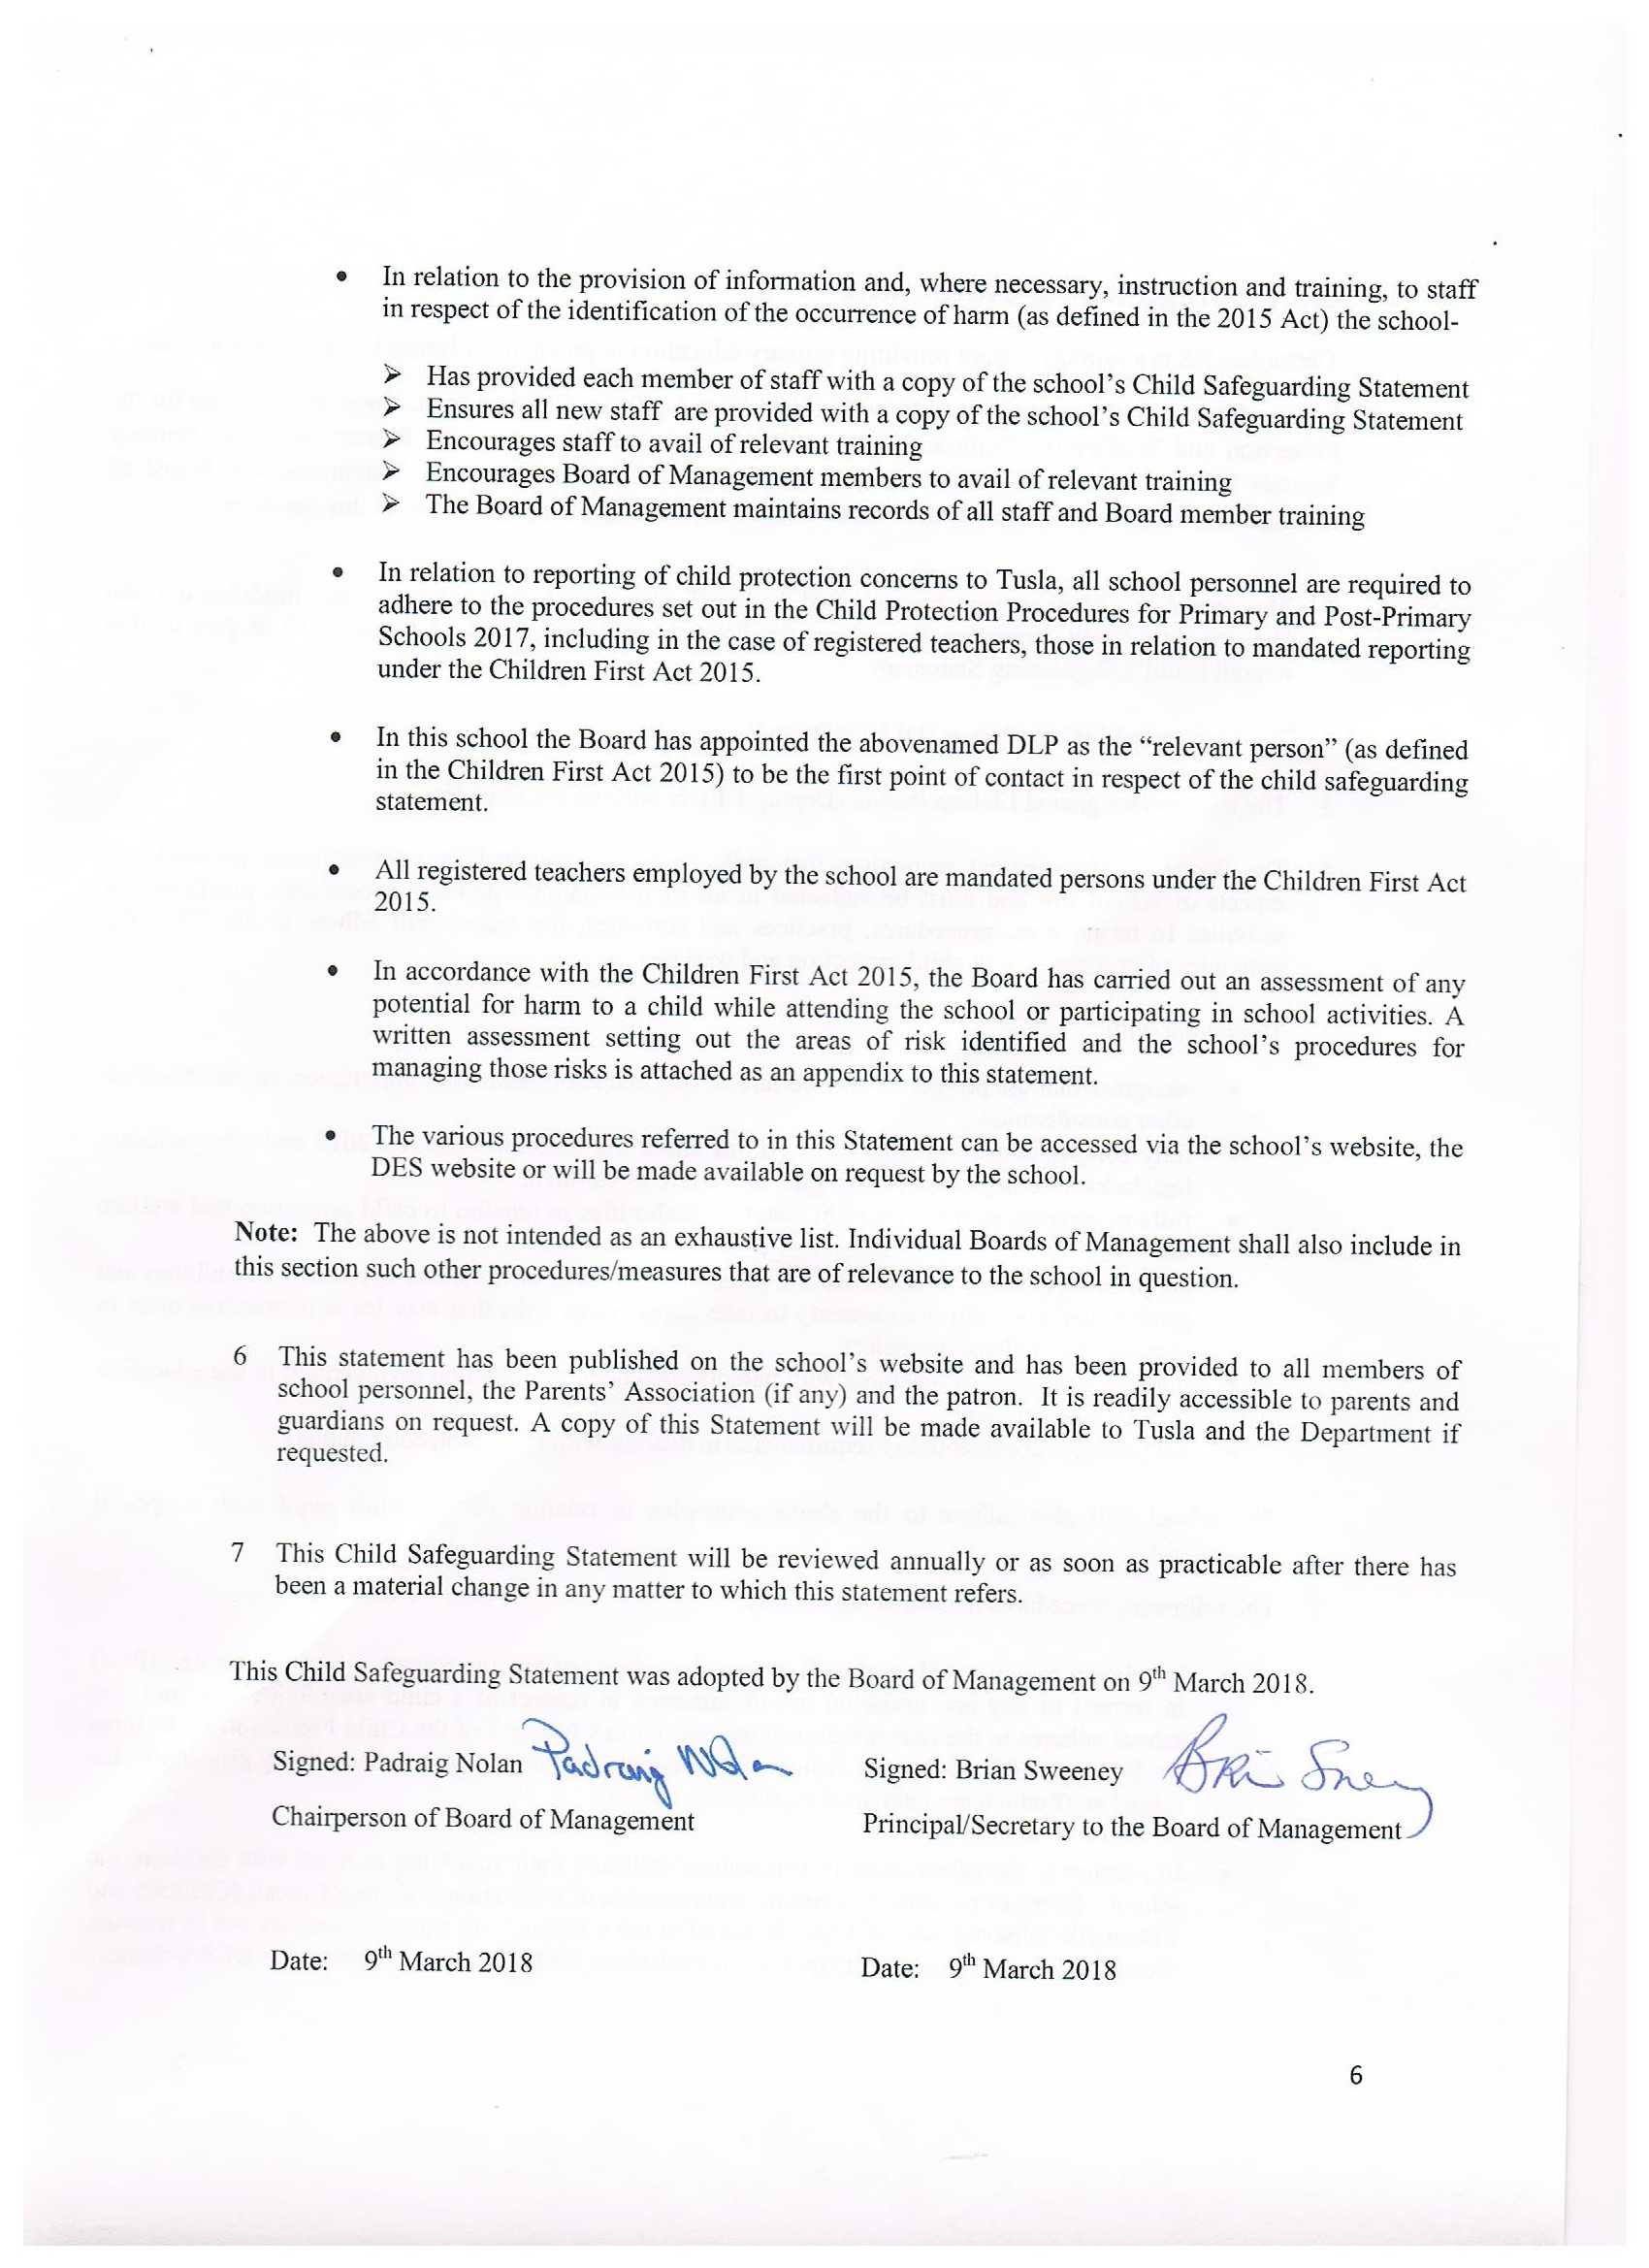 • In relation to the provision of information and, where necessary, instruction and training, to staff
in respect of the identification of the occurrence of harm (as defined in the 2015 Act) the school-
➢ Has provided each member of staff with a copy of the school's Child Safeguarding Statement
➢ Ensures all new staff are provided with a copy of the school's Child Safeguarding Statement
➢ Encourages staff to avail of relevant training
➢ Encourages Board of Management members to avail of relevant training
➢ The Board of Management maintains records of all staff and Board member training
• In relation to reporting of child protection concerns to Tusla, all school personnel are required to
adhere to the procedures set out in the Child Protection Procedures for Primary and Post-Primary
Schools 2017, including in the case of registered teachers, those in relation to mandated reporting
under the Children First Act 2015.
• In this school the Board has appointed the abovenamed DLP as the “relevant person” (as defined
in the Children First Act 2015) to be the first point of contact in respect of the child safeguarding
statement.
• All registered teachers employed by the school are mandated persons under the Children First Act
2015.
• In accordance with the Children First Act 2015, the Board has carried out an assessment of any
potential for harm to a child while attending the school or participating in school activities. A
written assessment setting out the areas of risk identified and the school's procedures for
managing those risks is attached as an appendix to this statement.
• The various procedures referred to in this Statement can be accessed via the school's website, the
DES website or will be made available on request by the school.
Note: The above is not intended as an exhaustive list. Individual Boards of Management shall also include in
this section such other procedures/measures that are of relevance to the school in question.
6 This statement has been published on the school's website and has been provided to all members of
school personnel, the Parents' Association (if any) and the patron. It is readily accessible to parents and
guardians on request. A copy of this Statement will be made available to Tusla and the Department if
requested.
7 This Child Safeguarding Statement will be reviewed annually or as soon as practicable after there has
been a material change in any matter to which this statement refers.
This Child Safeguarding Statement was adopted by the Board of Management on 9th March 2018.
Signed: Padraig Nolan Padraig Nolan Signed: Brian Sweeney
Chairperson of Board of Management Principal/Secretary to the Board of Management
Date: 9th March 2018 Date: 9th March 2018
6